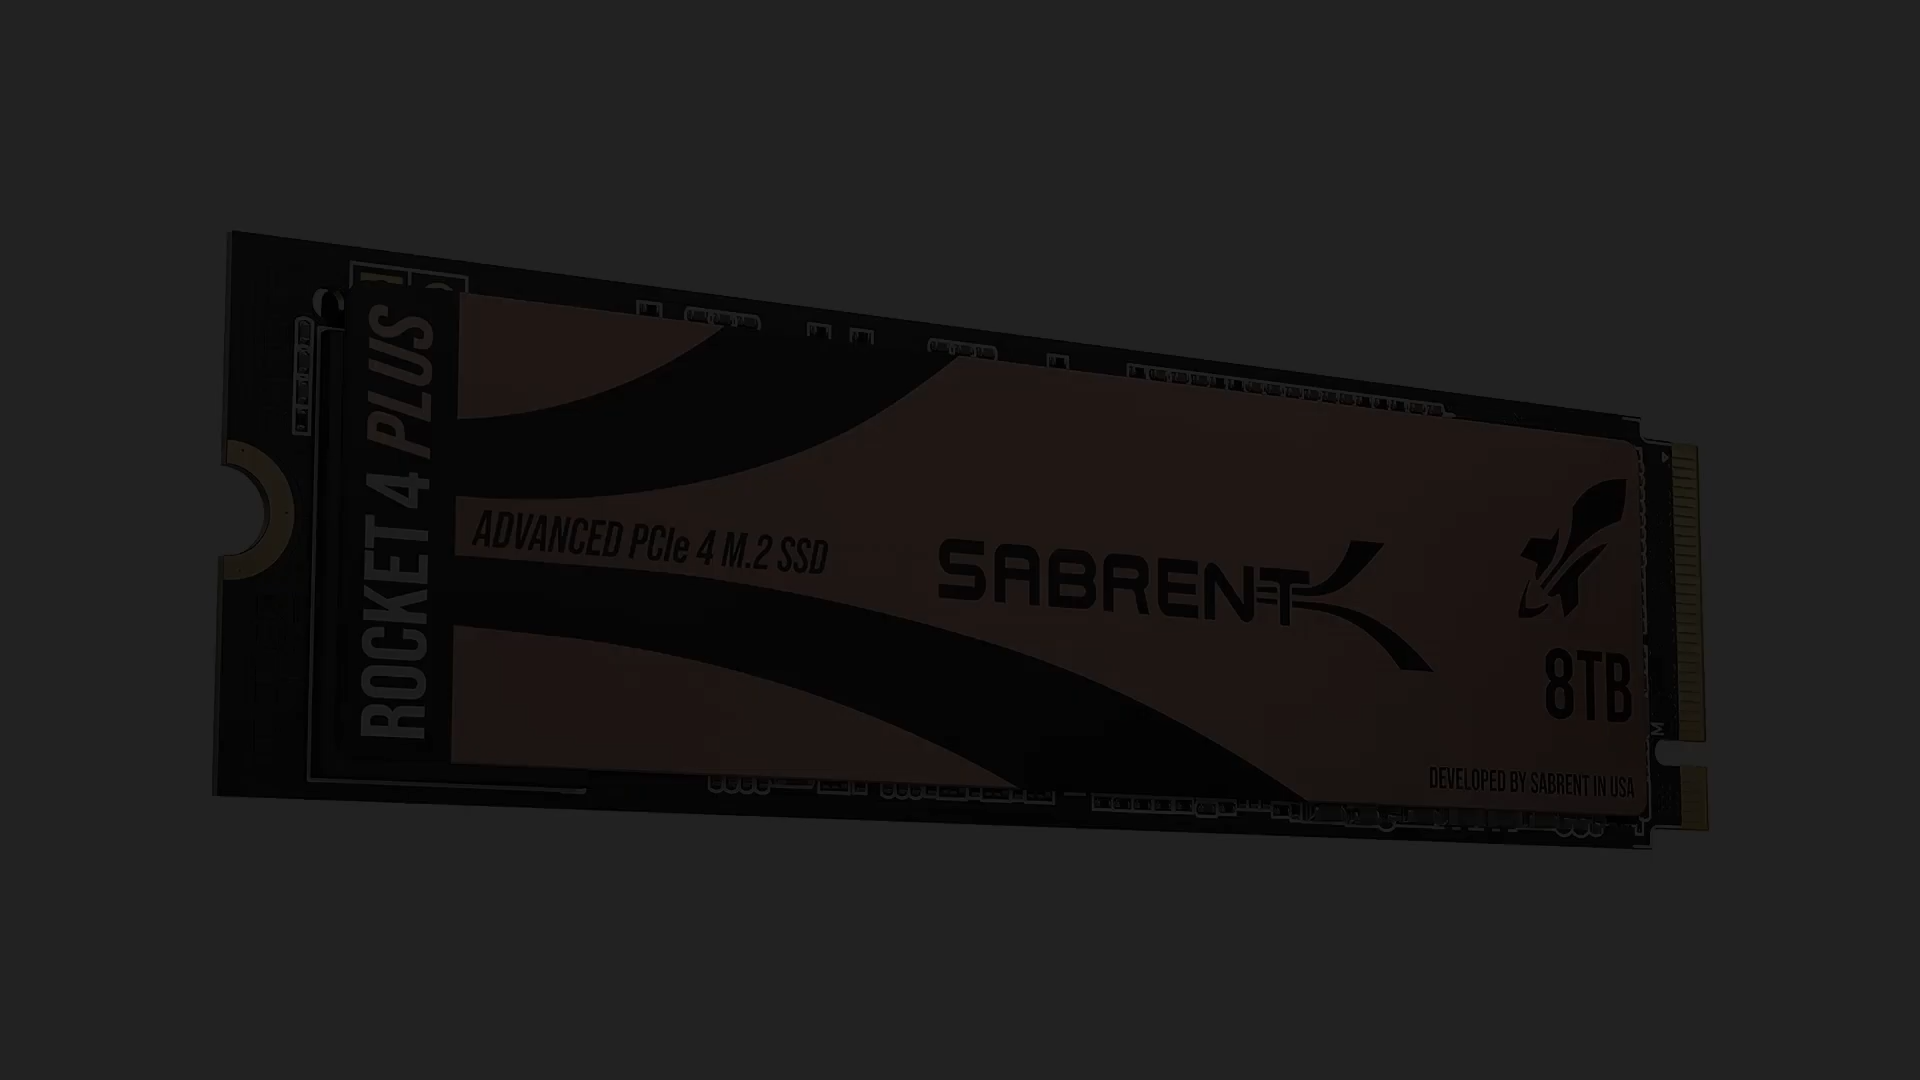 ROCKET 4 PLUS
ADVANCED PCIe 4 M.2 SSD
SABRENT
8TB
M
DEVELOPED BY SABRENT IN USA